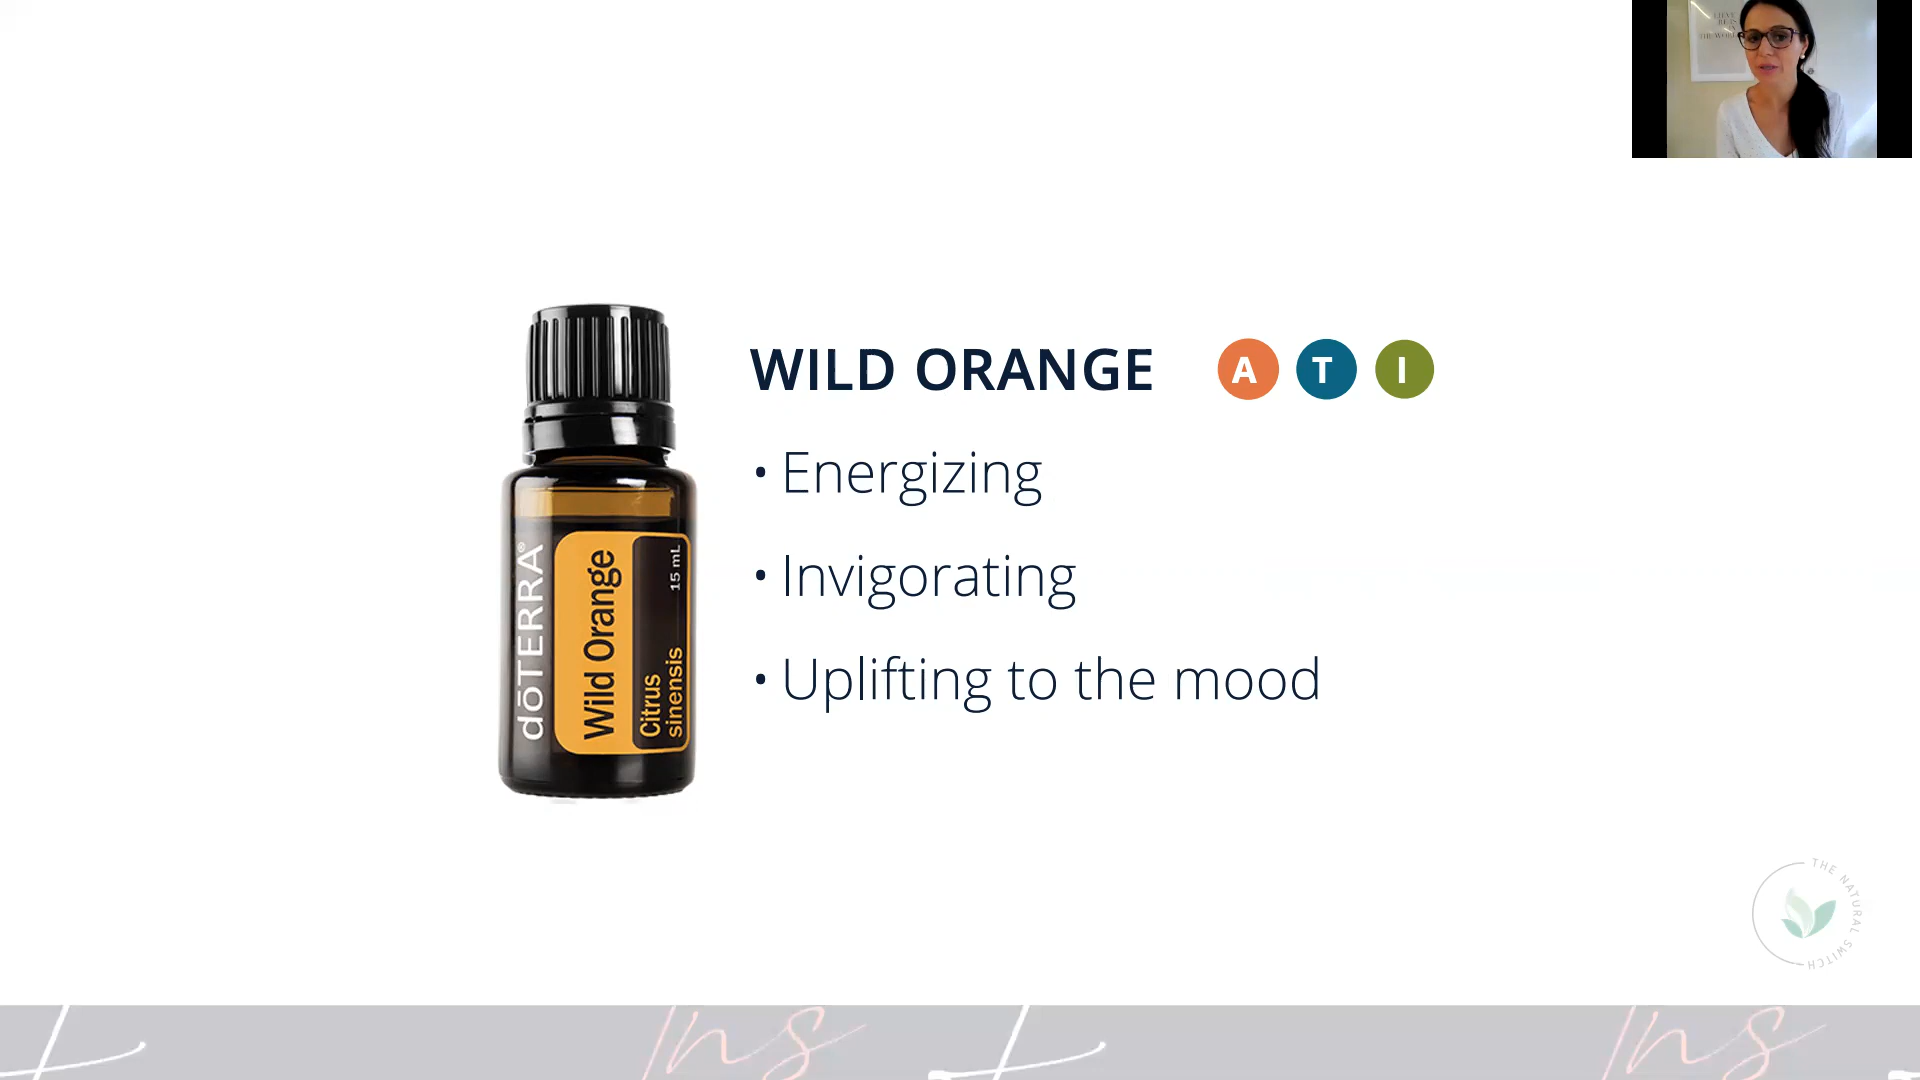 WILD ORANGE A T I
• Energizing
• Invigorating
• Uplifting to the mood
dōTERRA®
Wild Orange
Citrus
sinensis
15 mL
THE NATURAL SWITCH